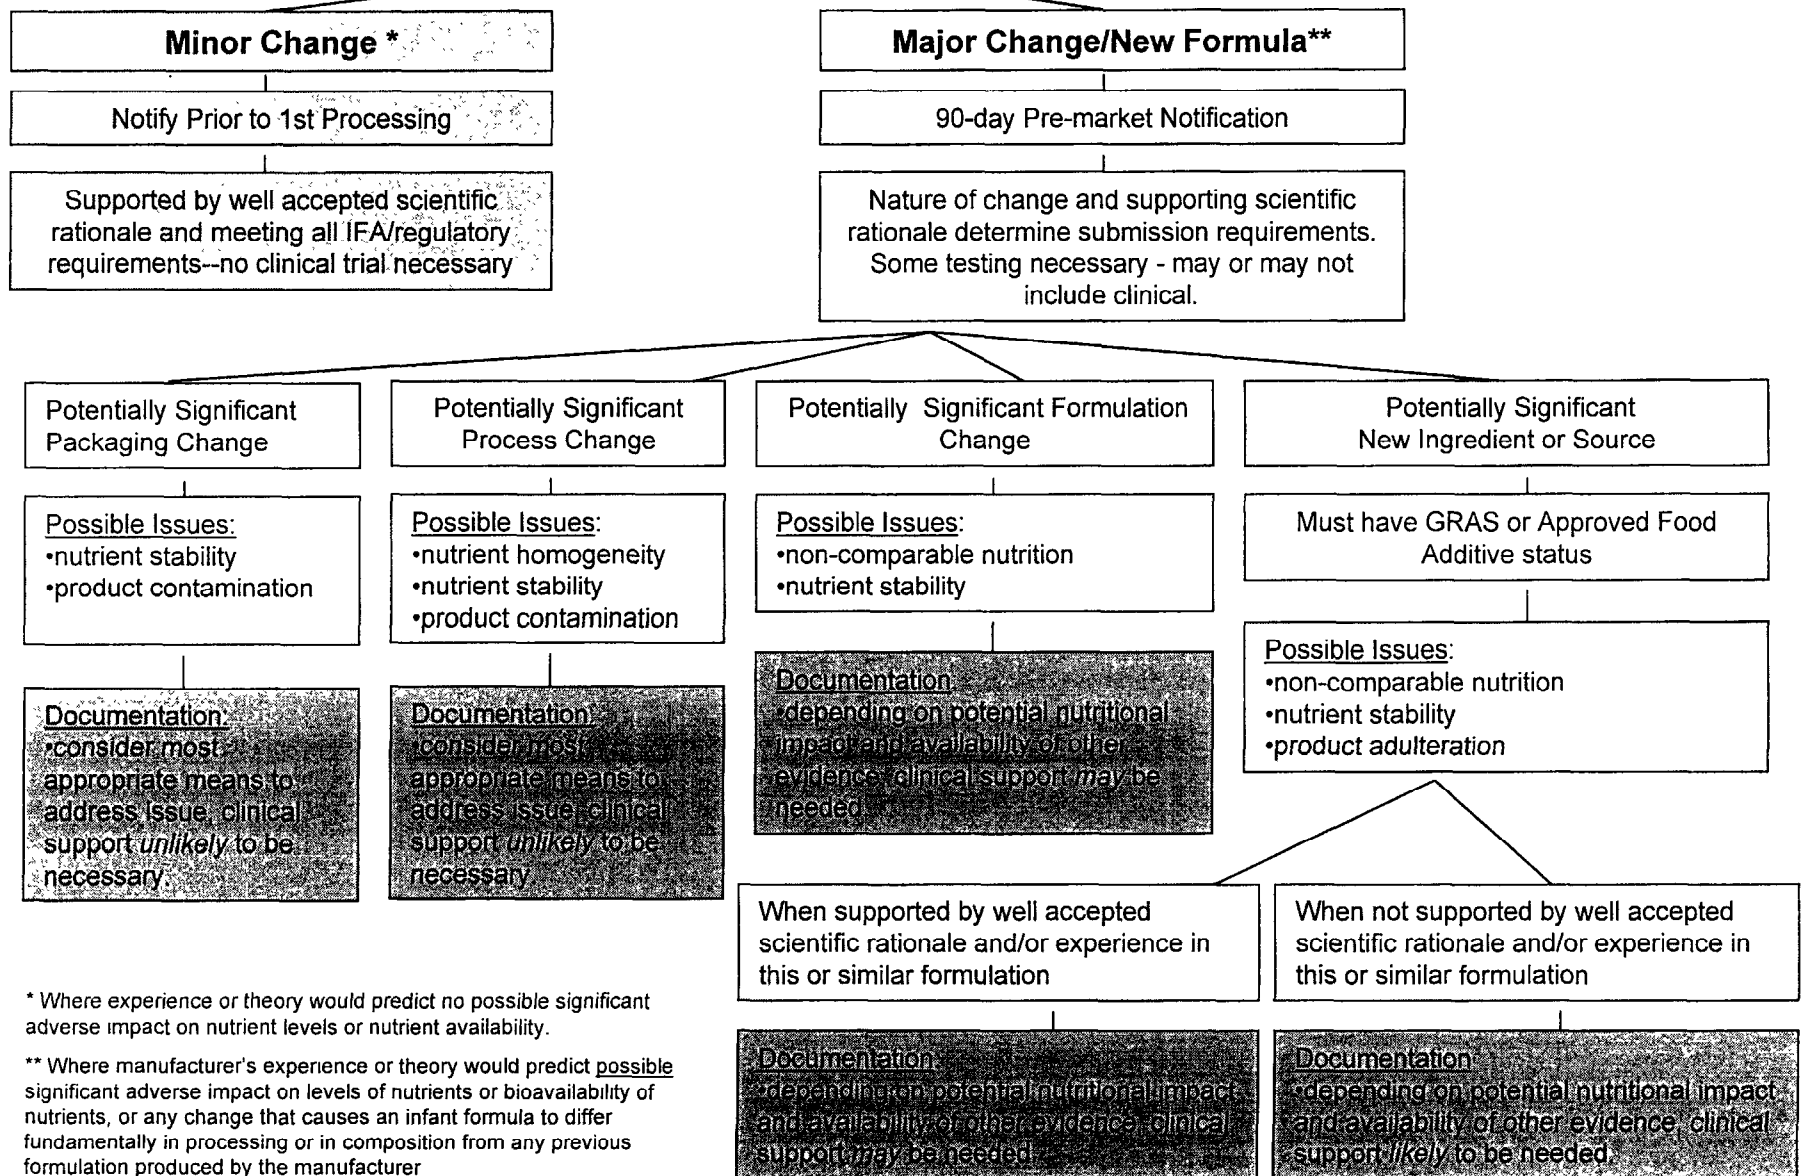 Minor Change *
Major Change/New Formula**
Notify Prior to 1st Processing
90-day Pre-market Notification
Supported by well accepted scientific
rationale and meeting all IFA/regulatory
requirements--no clinical trial necessary
Nature of change and supporting scientific
rationale determine submission requirements.
Some testing necessary - may or may not
include clinical.
Potentially Significant
Packaging Change
Potentially Significant
Process Change
Potentially Significant Formulation
Change
Potentially Significant
New Ingredient or Source
Possible Issues:
•nutrient stability
•product contamination
Possible Issues:
•nutrient homogeneity
•nutrient stability
•product contamination
Possible Issues:
•non-comparable nutrition
•nutrient stability
Must have GRAS or Approved Food
Additive status
Possible Issues:
•non-comparable nutrition
•nutrient stability
•product adulteration
Documentation:
•consider most
appropriate means to
address issue, clinical
support unlikely to be
necessary.
Documentation:
•consider most
appropriate means to
address issue, clinical
support unlikely to be
necessary
Documentation
•depending on potential nutritional
impact and availability of other
evidence, clinical support may be
needed
When supported by well accepted
scientific rationale and/or experience in
this or similar formulation
When not supported by well accepted
scientific rationale and/or experience in
this or similar formulation
Documentation
•depending on potential nutritional impact
and availability of other evidence, clinical
support may be needed
Documentation
•depending on potential nutritional impact
and availability of other evidence, clinical
support likely to be needed.
* Where experience or theory would predict no possible significant
adverse impact on nutrient levels or nutrient availability.
** Where manufacturer's experience or theory would predict possible
significant adverse impact on levels of nutrients or bioavailability of
nutrients, or any change that causes an infant formula to differ
fundamentally in processing or in composition from any previous
formulation produced by the manufacturer